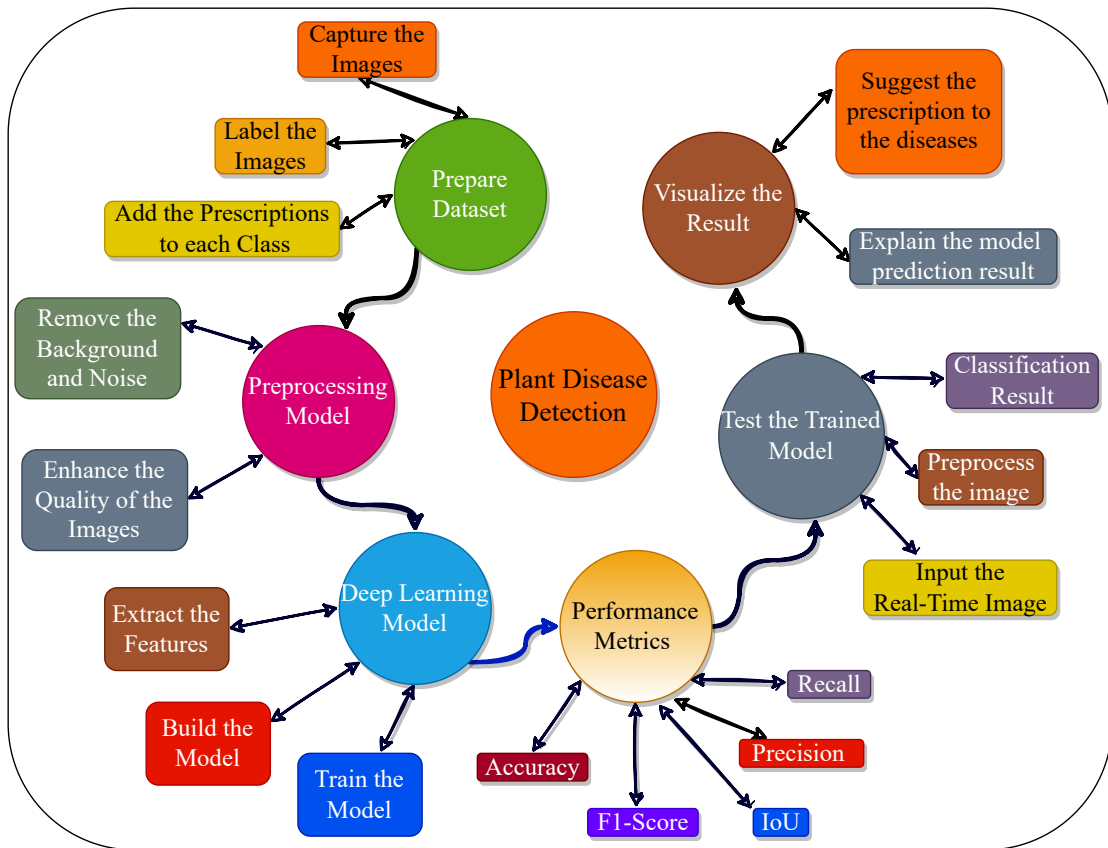 Capture the
Images
Label the
Images
Add the Prescriptions
to each Class
Prepare
Dataset
Remove the
Background
and Noise
Enhance the
Quality of the
Images
Preprocessing
Model
Extract the
Features
Build the
Model
Train the
Model
Deep Learning
Model
Plant Disease
Detection
Performance
Metrics
Accuracy
F1-Score
IoU
Precision
Recall
Test the Trained
Model
Input the
Real-Time Image
Preprocess
the image
Classification
Result
Visualize the
Result
Explain the model
prediction result
Suggest the
prescription to
the diseases